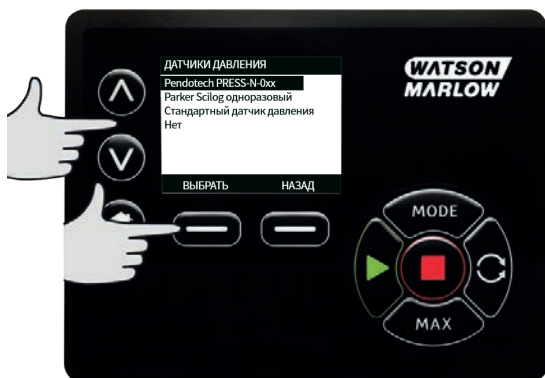 ДАТЧИКИ ДАВЛЕНИЯ
Pendotech PRESS-N-0xx
Parker Scilog одноразовый
Стандартный датчик давления
Нет
ВЫБРАТЬ НАЗАД
WATSON
MARLOW
MODE
MAX